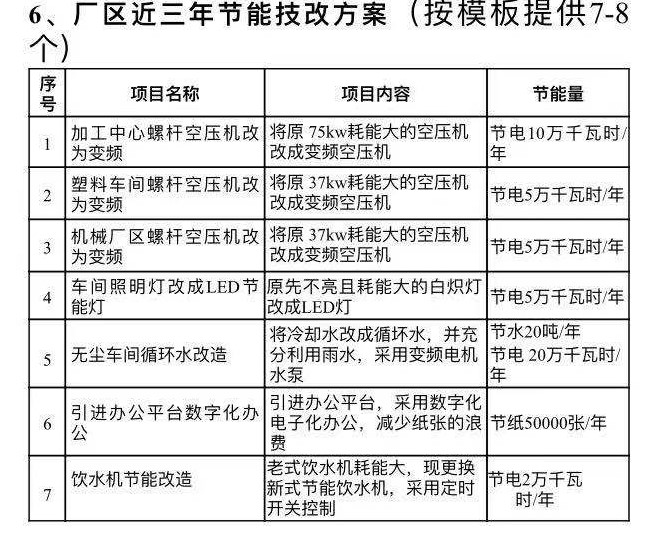 6、厂区近三年节能技改方案（按模板提供7-8
个）
序号 项目名称 项目内容 节能量
1 加工中心螺杆空压机改为变频 将原 75kw耗能大的空压机改成变频空压机 节电10万千瓦时/年
2 塑料车间螺杆空压机改为变频 将原 37kw耗能大的空压机改成变频空压机 节电5万千瓦时/年
3 机械厂区螺杆空压机改为变频 将原 37kw耗能大的空压机改成变频空压机 节电5万千瓦时/年
4 车间照明灯改成LED节能灯 原先不亮且耗能大的白炽灯改成LED灯 节电5万千瓦时/年
5 无尘车间循环水改造 将冷却水改成循环水，并充分利用雨水，采用变频电机水泵 节水20吨/年 节电 20万千瓦时/年
6 引进办公平台数字化办公 引进办公平台，采用数字化电子化办公，减少纸张的浪费 节纸50000张/年
7 饮水机节能改造 老式饮水机耗能大，现更换新式节能饮水机，采用定时开关控制 节电2万千瓦时/年